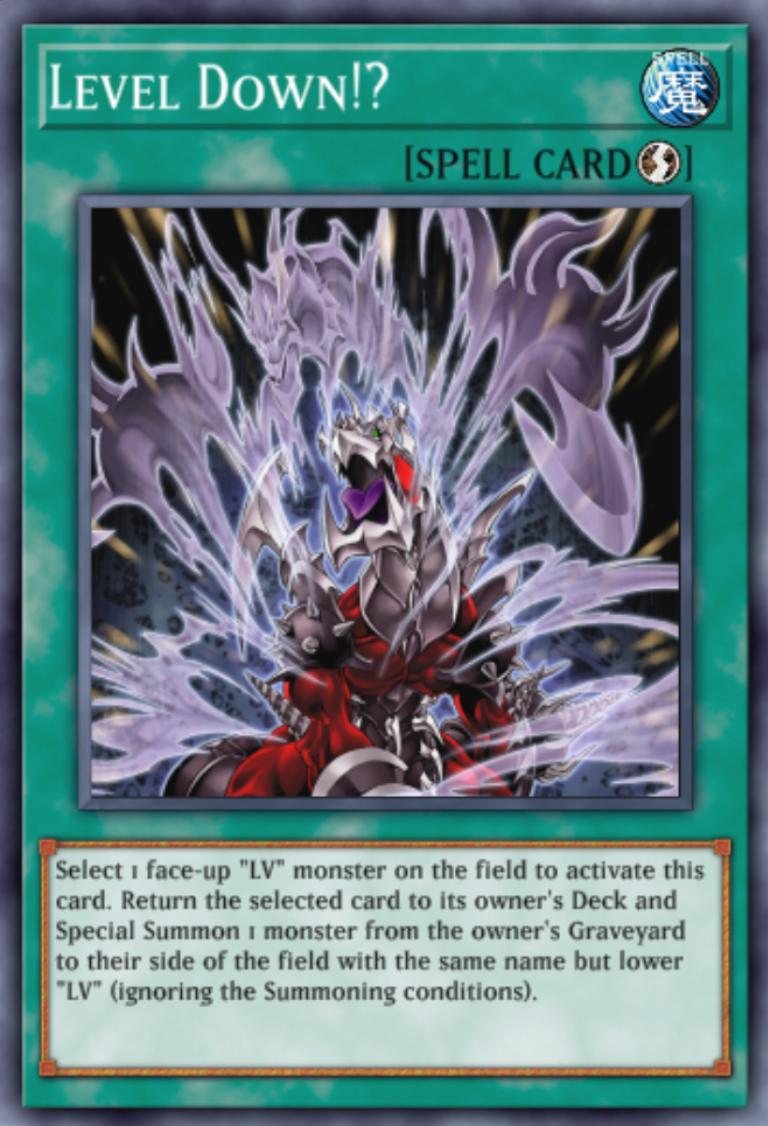 LEVEL DOWN!?
SPELL
魔
[SPELL CARD]
Select 1 face-up "LV" monster on the field to activate this
card. Return the selected card to its owner's Deck and
Special Summon 1 monster from the owner's Graveyard
to their side of the field with the same name but lower
"LV" (ignoring the Summoning conditions).